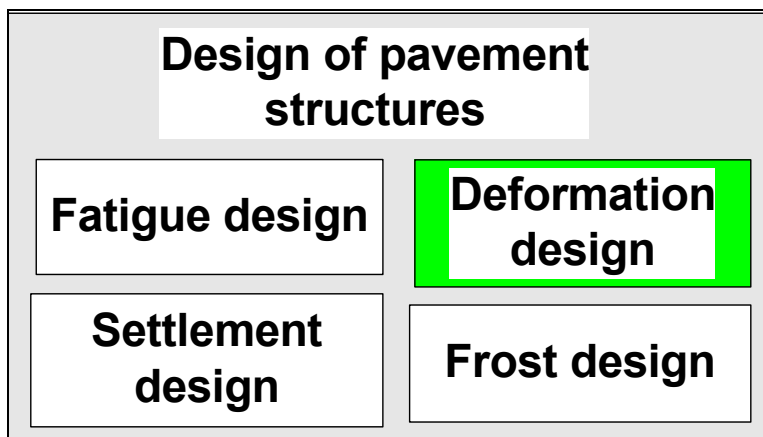 Design of pavement
structures
Fatigue design
Deformation
design
Settlement
design
Frost design